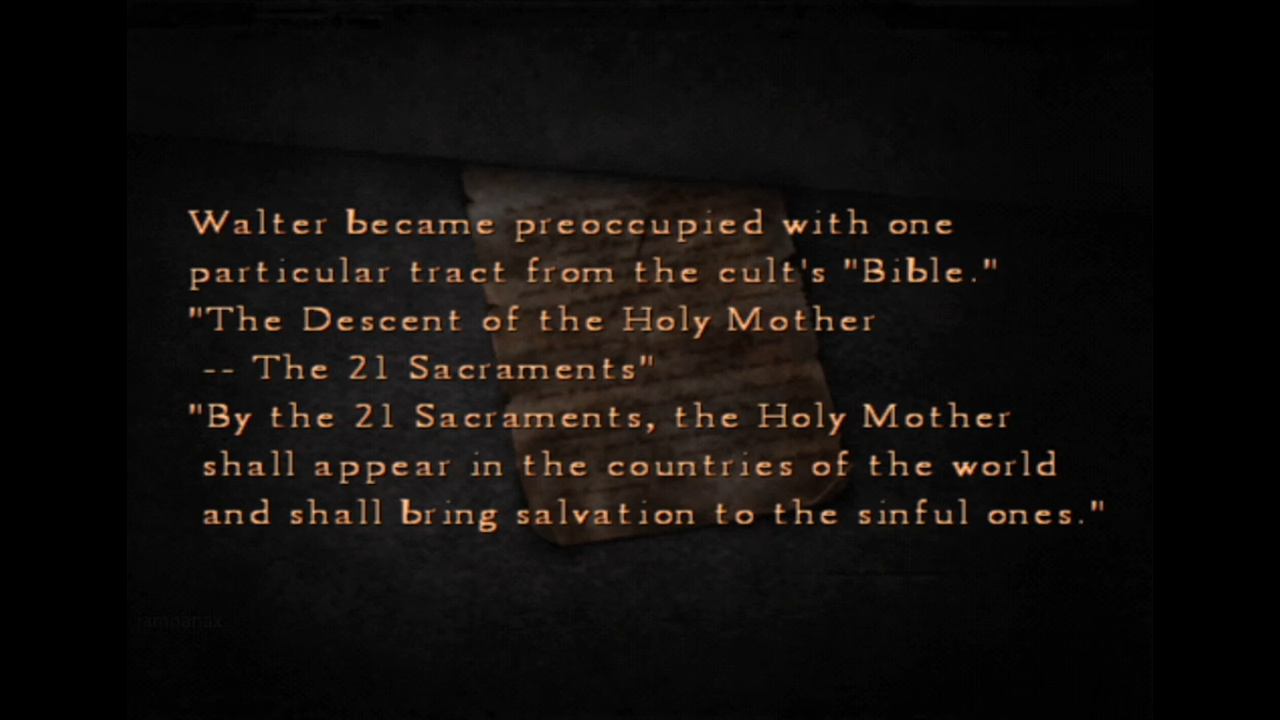 Walter became preoccupied with one
particular tract from the cult's "Bible."
"The Descent of the Holy Mother
-- The 21 Sacraments"
"By the 21 Sacraments, the Holy Mother
shall appear in the countries of the world
and shall bring salvation to the sinful ones."